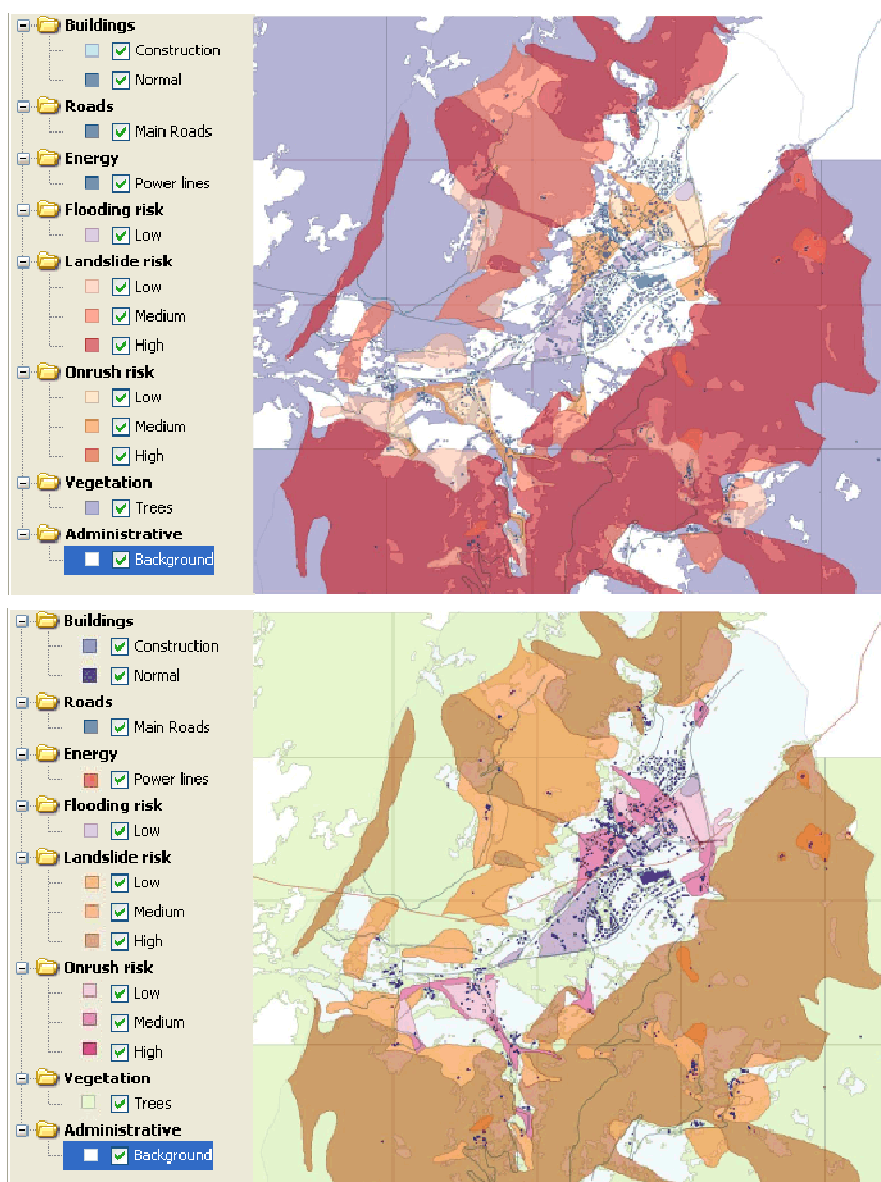 Buildings
Construction
Normal
Roads
Main Roads
Energy
Power lines
Flooding risk
Low
Landslide risk
Low
Medium
High
Onrush risk
Low
Medium
High
Vegetation
Trees
Administrative
Background
Buildings
Construction
Normal
Roads
Main Roads
Energy
Power lines
Flooding risk
Low
Landslide risk
Low
Medium
High
Onrush risk
Low
Medium
High
Vegetation
Trees
Administrative
Background